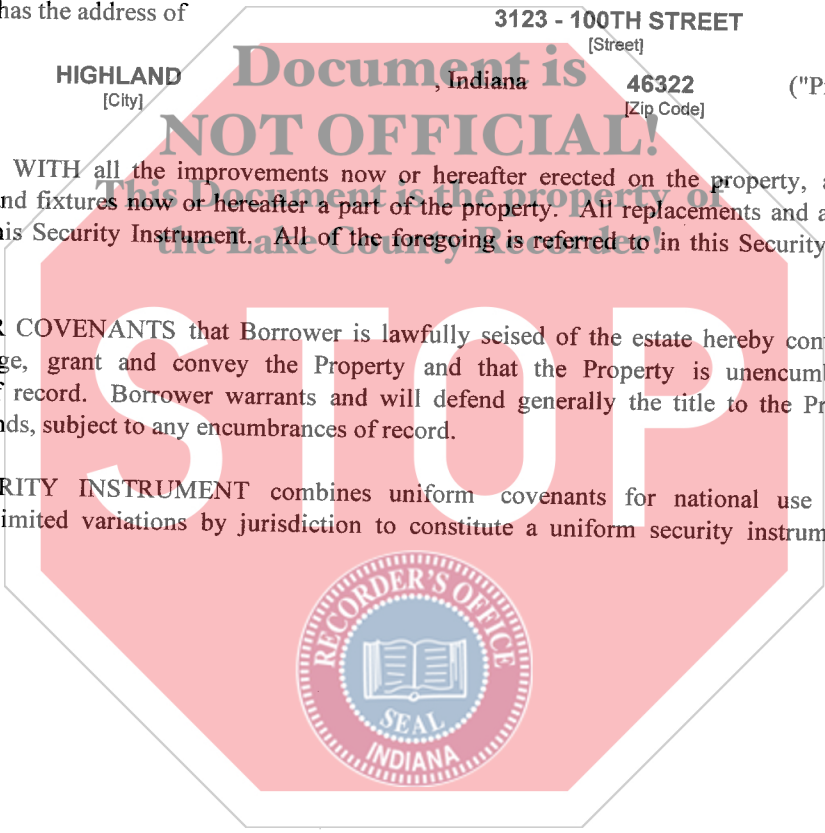 has the address of
3123 - 100TH STREET
[Street]
HIGHLAND , Indiana 46322 ("P
[City] [Zip Code]
Document is
NOT OFFICIAL!
This Document is the property of
the Lake County Recorder!
WITH all the improvements now or hereafter erected on the property, a
nd fixtures now or hereafter a part of the property. All replacements and a
is Security Instrument. All of the foregoing is referred to in this Security
R COVENANTS that Borrower is lawfully seised of the estate hereby con
ge, grant and convey the Property and that the Property is unencumb
f record. Borrower warrants and will defend generally the title to the Pr
nds, subject to any encumbrances of record.
STOP
RITY INSTRUMENT combines uniform covenants for national use
imited variations by jurisdiction to constitute a uniform security instrum
RECORDER'S OFFICE
SEAL
INDIANA